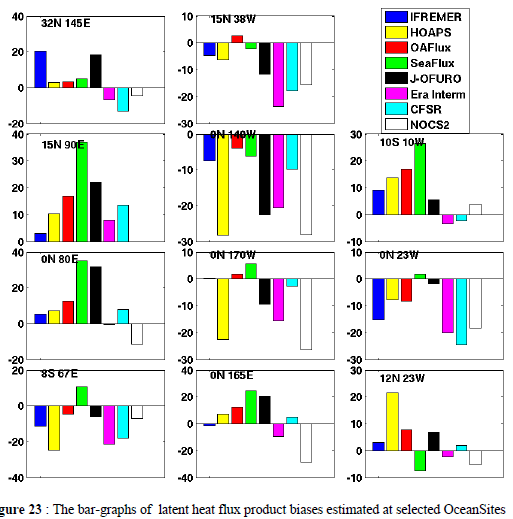 32N 145E
40
20
0
-20
15N 38W
10
0
-10
-20
-30
IFREMER
HOAPS
OAFlux
SeaFlux
J-OFURO
Era Interm
CFSR
NOCS2
15N 90E
40
30
20
10
0
0N 140W
0
-10
-20
-30
10S 10W
30
20
10
0
-10
0N 80E
40
20
0
-20
0N 170W
10
0
-10
-20
-30
0N 23W
10
0
-10
-20
-30
8S 67E
20
0
-20
-40
0N 165E
40
20
0
-20
-40
12N 23W
30
20
10
0
-10
gure 23 : The bar-graphs of latent heat flux product biases estimated at selected OceanSites